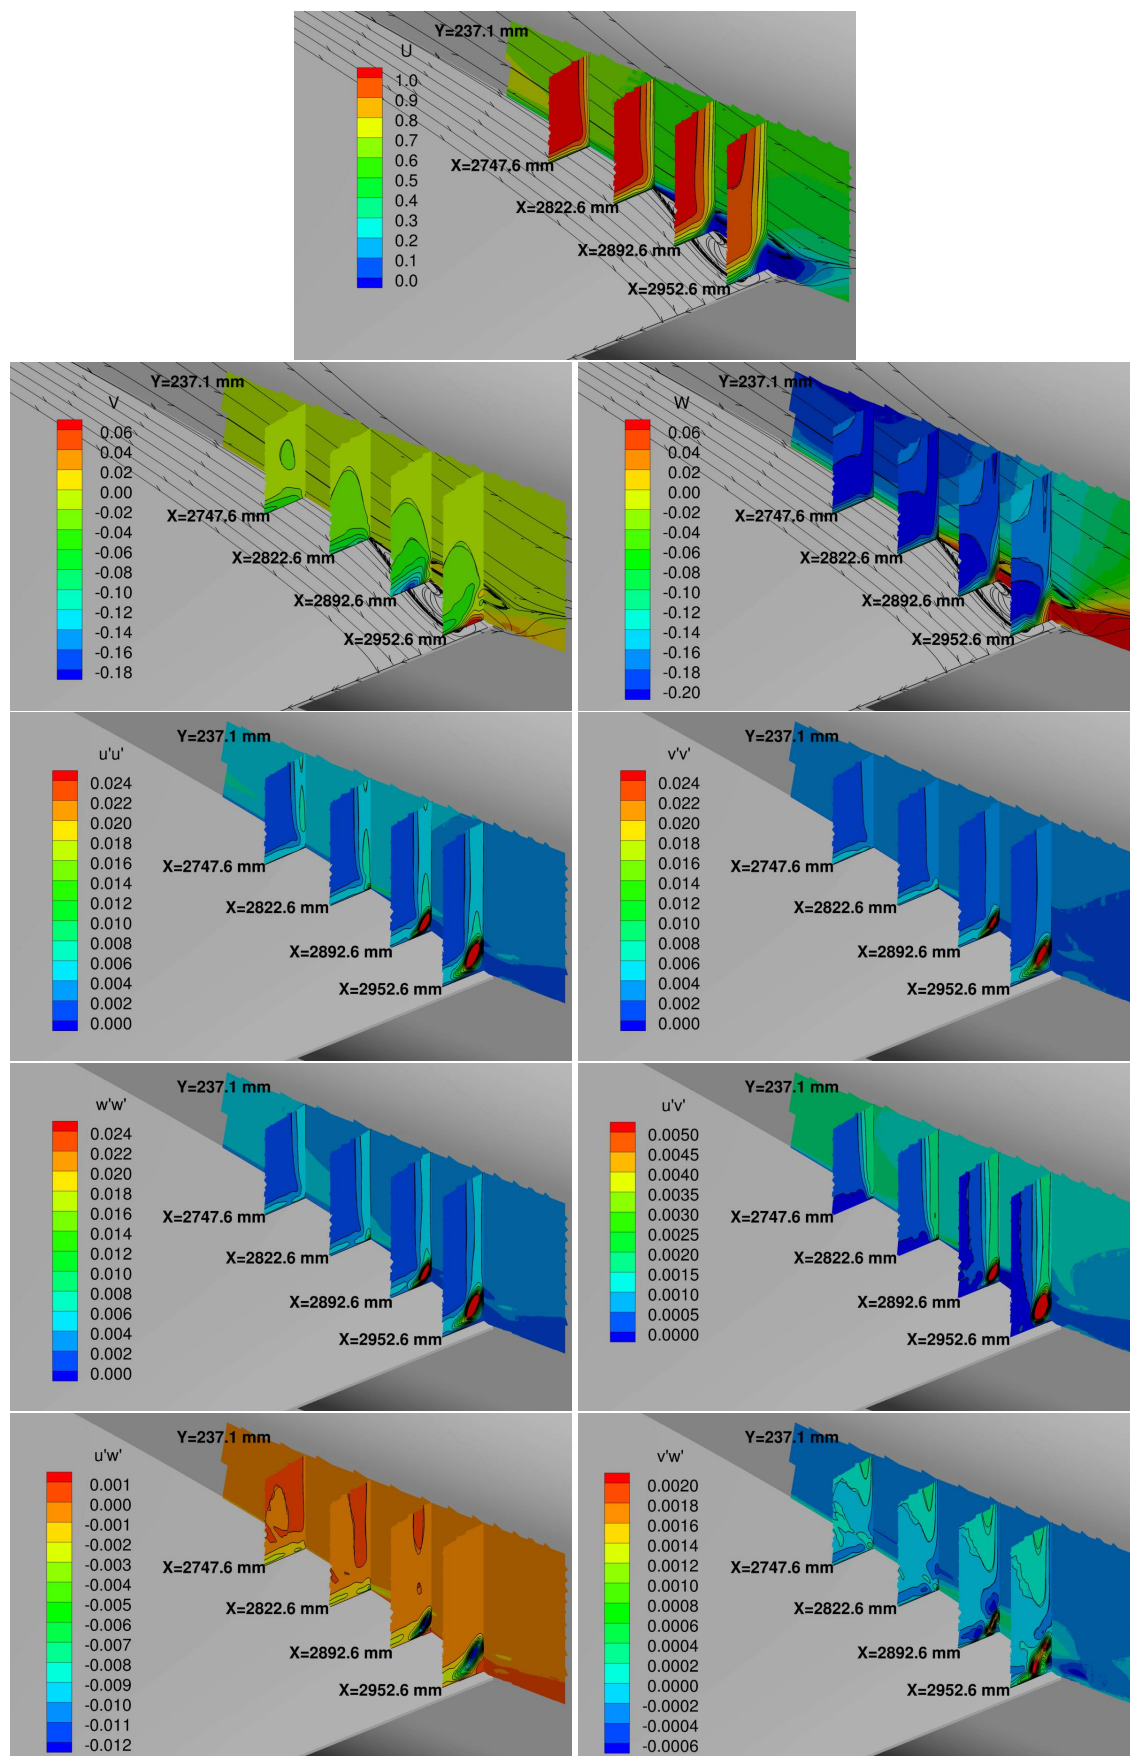 Y=237.1 mm
U
1.0
0.9
0.8
0.7
0.6
0.5
0.4
0.3
0.2
0.1
0.0
X=2747.6 mm
X=2822.6 mm
X=2892.6 mm
X=2952.6 mm
Y=237.1 mm
V
0.06
0.04
0.02
0.00
-0.02
-0.04
-0.06
-0.08
-0.10
-0.12
-0.14
-0.16
-0.18
X=2747.6 mm
X=2822.6 mm
X=2892.6 mm
X=2952.6 mm
Y=237.1 mm
W
0.06
0.04
0.02
0.00
-0.02
-0.04
-0.06
-0.08
-0.10
-0.12
-0.14
-0.16
-0.20
X=2747.6 mm
X=2822.6 mm
X=2892.6 mm
X=2952.6 mm
Y=237.1 mm
u'u'
0.024
0.022
0.020
0.018
0.016
0.014
0.012
0.010
0.008
0.006
0.004
0.002
0.000
X=2747.6 mm
X=2822.6 mm
X=2892.6 mm
X=2952.6 mm
Y=237.1 mm
v'v'
0.024
0.022
0.020
0.018
0.016
0.014
0.012
0.010
0.008
0.006
0.004
0.002
0.000
X=2747.6 mm
X=2822.6 mm
X=2892.6 mm
X=2952.6 mm
Y=237.1 mm
w'w'
0.024
0.022
0.020
0.018
0.016
0.014
0.012
0.010
0.008
0.006
0.004
0.002
0.000
X=2747.6 mm
X=2822.6 mm
X=2892.6 mm
X=2952.6 mm
Y=237.1 mm
u'v'
0.0050
0.0045
0.0040
0.0035
0.0030
0.0025
0.0020
0.0015
0.0010
0.0005
0.0000
X=2747.6 mm
X=2822.6 mm
X=2892.6 mm
X=2952.6 mm
Y=237.1 mm
u'w'
0.001
0.000
-0.001
-0.002
-0.003
-0.004
-0.005
-0.006
-0.007
-0.008
-0.009
-0.010
-0.011
-0.012
X=2747.6 mm
X=2822.6 mm
X=2892.6 mm
X=2952.6 mm
Y=237.1 mm
v'w'
0.0020
0.0018
0.0016
0.0014
0.0012
0.0010
0.0008
0.0006
0.0004
0.0002
0.0000
-0.0002
-0.0004
-0.0006
X=2747.6 mm
X=2822.6 mm
X=2892.6 mm
X=2952.6 mm